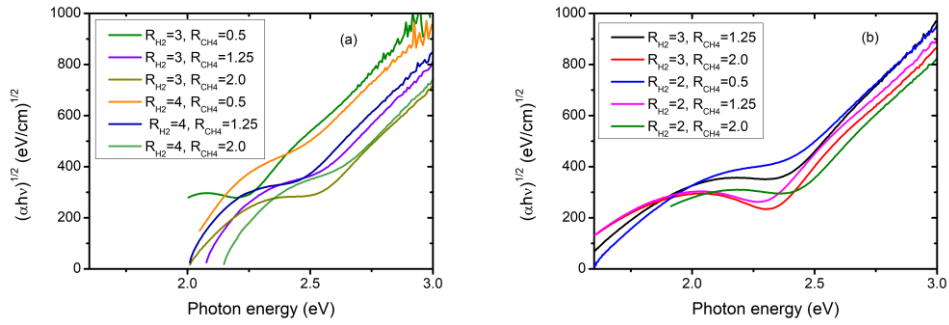 1000
800
600
400
200
0
2.0
2.5
3.0
(αhν)^1/2 (eV/cm)^1/2
Photon energy (eV)
(a)
R_H2=3, R_CH4=0.5
R_H2=3, R_CH4=1.25
R_H2=3, R_CH4=2.0
R_H2=4, R_CH4=0.5
R_H2=4, R_CH4=1.25
R_H2=4, R_CH4=2.0
1000
800
600
400
200
0
2.0
2.5
3.0
(αhν)^1/2 (eV/cm)^1/2
Photon energy (eV)
(b)
R_H2=3, R_CH4=1.25
R_H2=3, R_CH4=2.0
R_H2=2, R_CH4=0.5
R_H2=2, R_CH4=1.25
R_H2=2, R_CH4=2.0